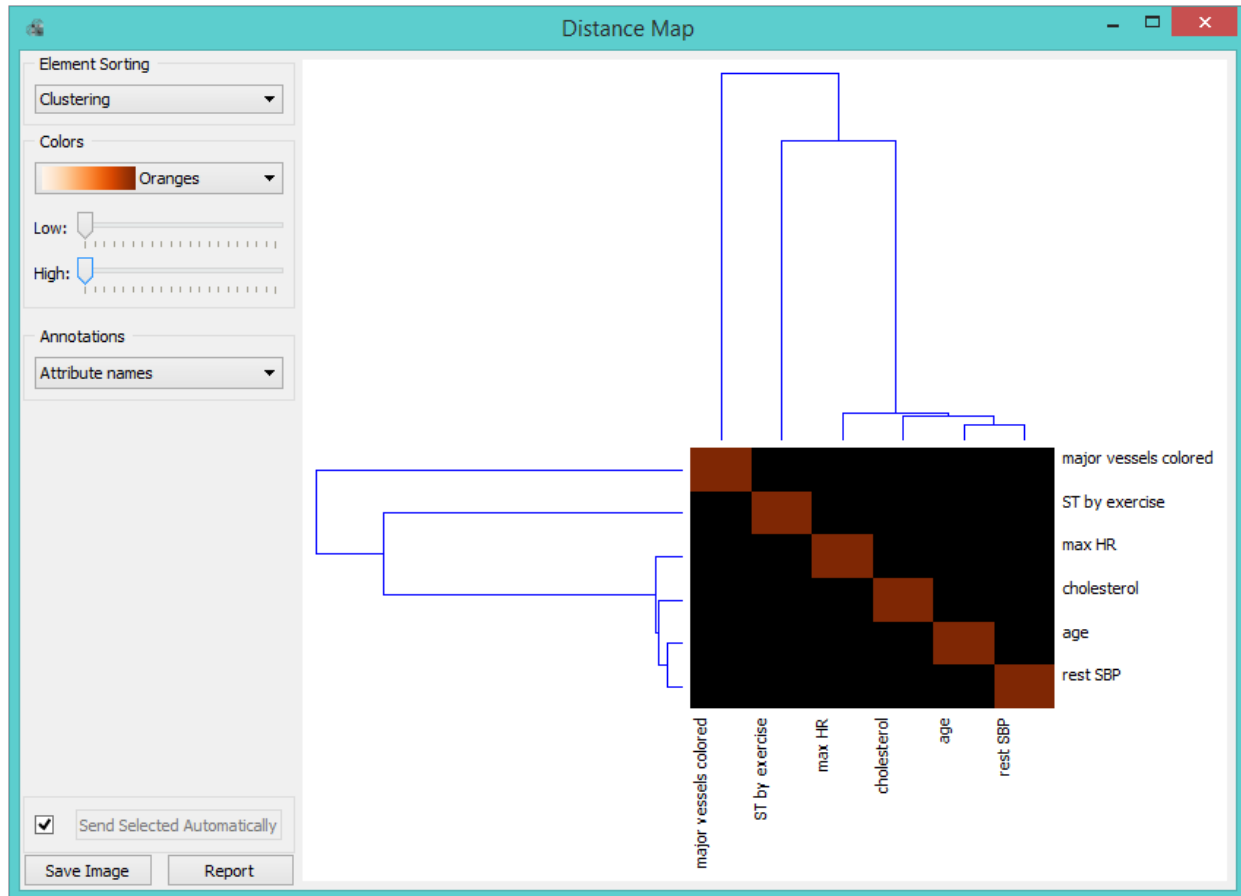 Distance Map
Element Sorting
Clustering
Colors
Oranges
Low:
High:
Annotations
Attribute names
Send Selected Automatically
Save Image
Report
major vessels colored
ST by exercise
max HR
cholesterol
age
rest SBP
major vessels colored
ST by exercise
max HR
cholesterol
age
rest SBP